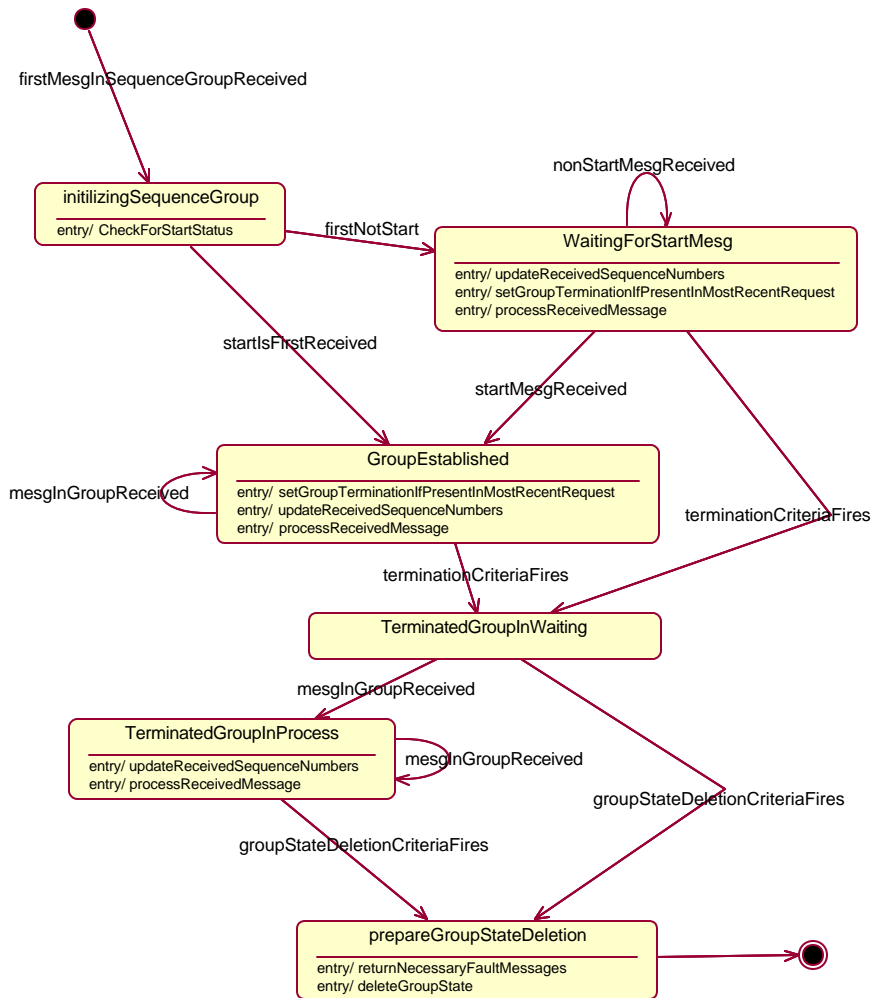 firstMesgInSequenceGroupReceived
nonStartMesgReceived
initilizingSequenceGroup
entry/ CheckForStartStatus
firstNotStart
WaitingForStartMesg
entry/ updateReceivedSequenceNumbers
entry/ setGroupTerminationIfPresentInMostRecentRequest
entry/ processReceivedMessage
startIsFirstReceived
startMesgReceived
GroupEstablished
entry/ setGroupTerminationIfPresentInMostRecentRequest
entry/ updateReceivedSequenceNumbers
entry/ processReceivedMessage
mesgInGroupReceived
terminationCriteriaFires
terminationCriteriaFires
TerminatedGroupInWaiting
mesgInGroupReceived
TerminatedGroupInProcess
entry/ updateReceivedSequenceNumbers
entry/ processReceivedMessage
mesgInGroupReceived
groupStateDeletionCriteriaFires
groupStateDeletionCriteriaFires
prepareGroupStateDeletion
entry/ returnNecessaryFaultMessages
entry/ deleteGroupState